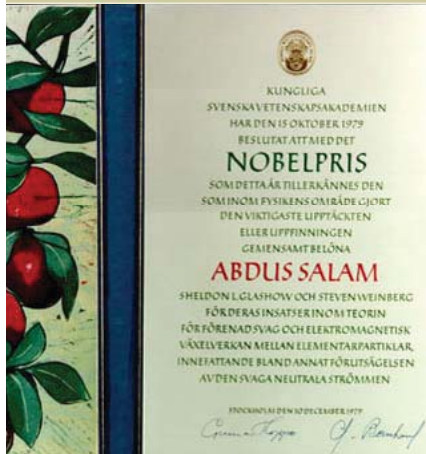 KUNGLIGA
SVENSKA VETENSKAPSAKADEMIEN
HAR DEN 15 OKTOBER 1979
BESLUTAT ATT MED DET
NOBELPRIS
SOM DETTA ÅR TILLERKÄNNES DEN
SOM INOM FYSIKENS OMRÅDE GJORT
DEN VIKTIGASTE UPPTÄCKTEN
ELLER UPPFINNINGEN
GEMENSAMT BELÖNA
ABDUS SALAM
SHELDON L.GLASHOW OCH STEVEN WEINBERG
FÖR DERAS INSATSER INOM TEORIN
FÖR FÖRENAD SVAG OCH ELEKTROMAGNETISK
VÄXELVERKAN MELLAN ELEMENTARPARTIKLAR,
INNEFATTANDE BLAND ANNAT FÖRUTSÄGELSEN
AV DEN SVAGA NEUTRALA STRÖMMEN
STOCKHOLM DEN 10 DECEMBER 1979